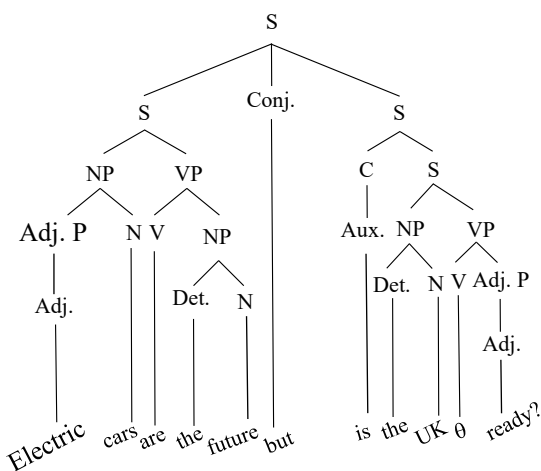 S
S Conj. S
NP VP C S
Adj. P N V NP Aux. NP VP
Adj. Det. N Det. N V Adj. P
Adj.
Electric cars are the future but is the UK θ ready?